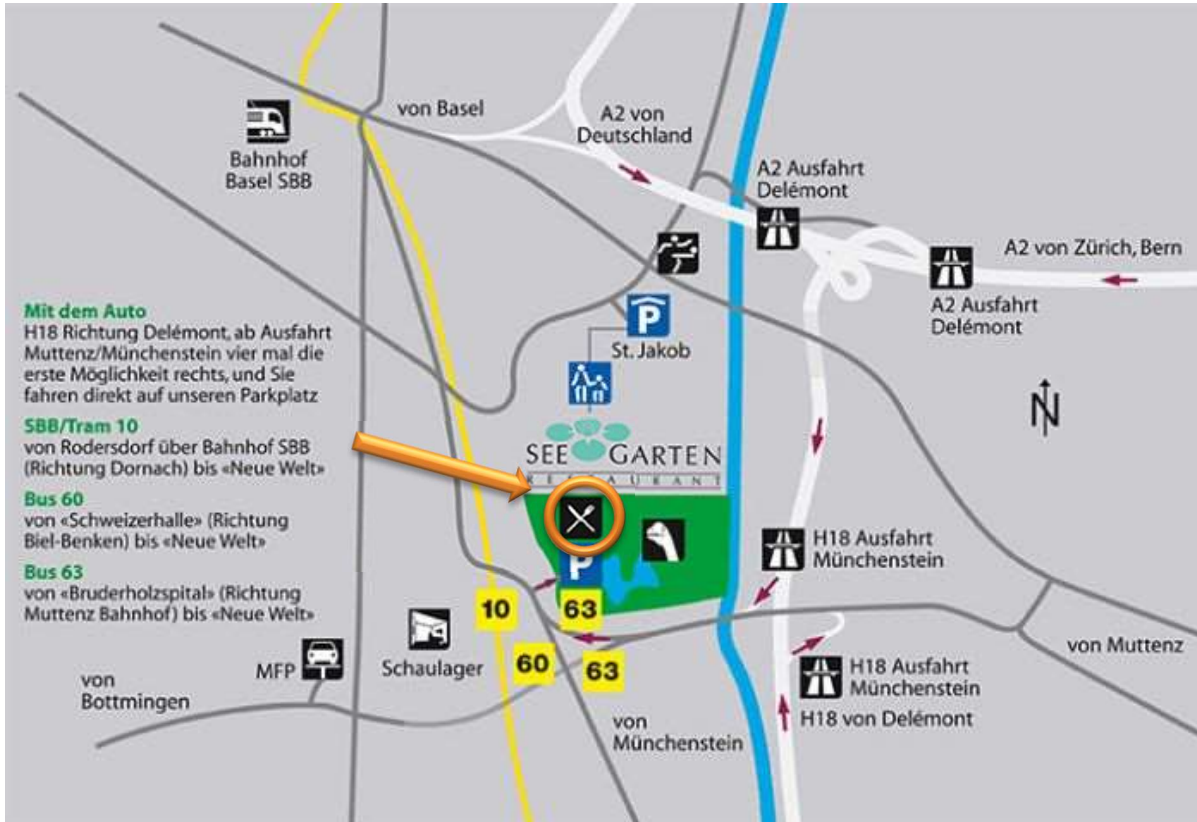 von Basel
A2 von
Deutschland
Bahnhof
Basel SBB
A2 Ausfahrt
Delémont
A2 von Zürich, Bern
A2 Ausfahrt
Delémont
Mit dem Auto
H18 Richtung Delémont, ab Ausfahrt
Muttenz/Münchenstein vier mal die
erste Möglichkeit rechts, und Sie
fahren direkt auf unseren Parkplatz
SBB/Tram 10
von Rodersdorf über Bahnhof SBB
(Richtung Dornach) bis «Neue Welt»
Bus 60
von «Schweizerhalle» (Richtung
Biel-Benken) bis «Neue Welt»
Bus 63
von «Bruderholzspital» (Richtung
Muttenz Bahnhof) bis «Neue Welt»
P
St. Jakob
N
SEE GARTEN
RESTAURANT
P
H18 Ausfahrt
Münchenstein
10
63
60
63
MFP
Schaulager
von
Bottmingen
von
Münchenstein
von Muttenz
H18 Ausfahrt
Münchenstein
H18 von Delémont